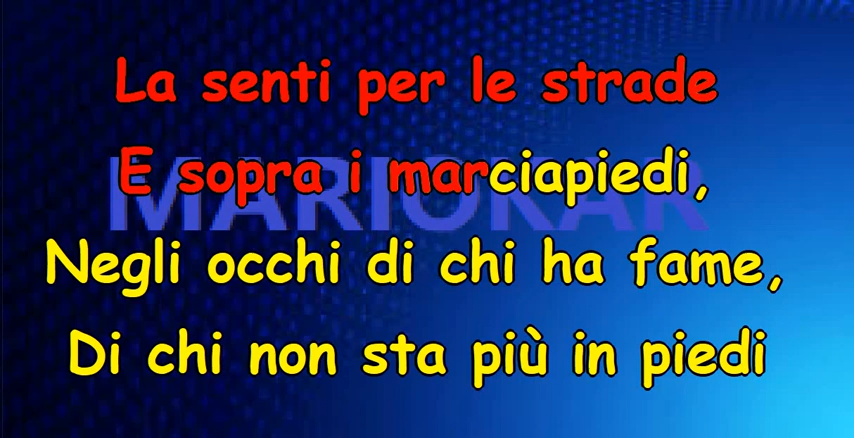 La senti per le strade
E sopra i marciapiedi,
MARIOKAR
Negli occhi di chi ha fame,
Di chi non sta più in piedi